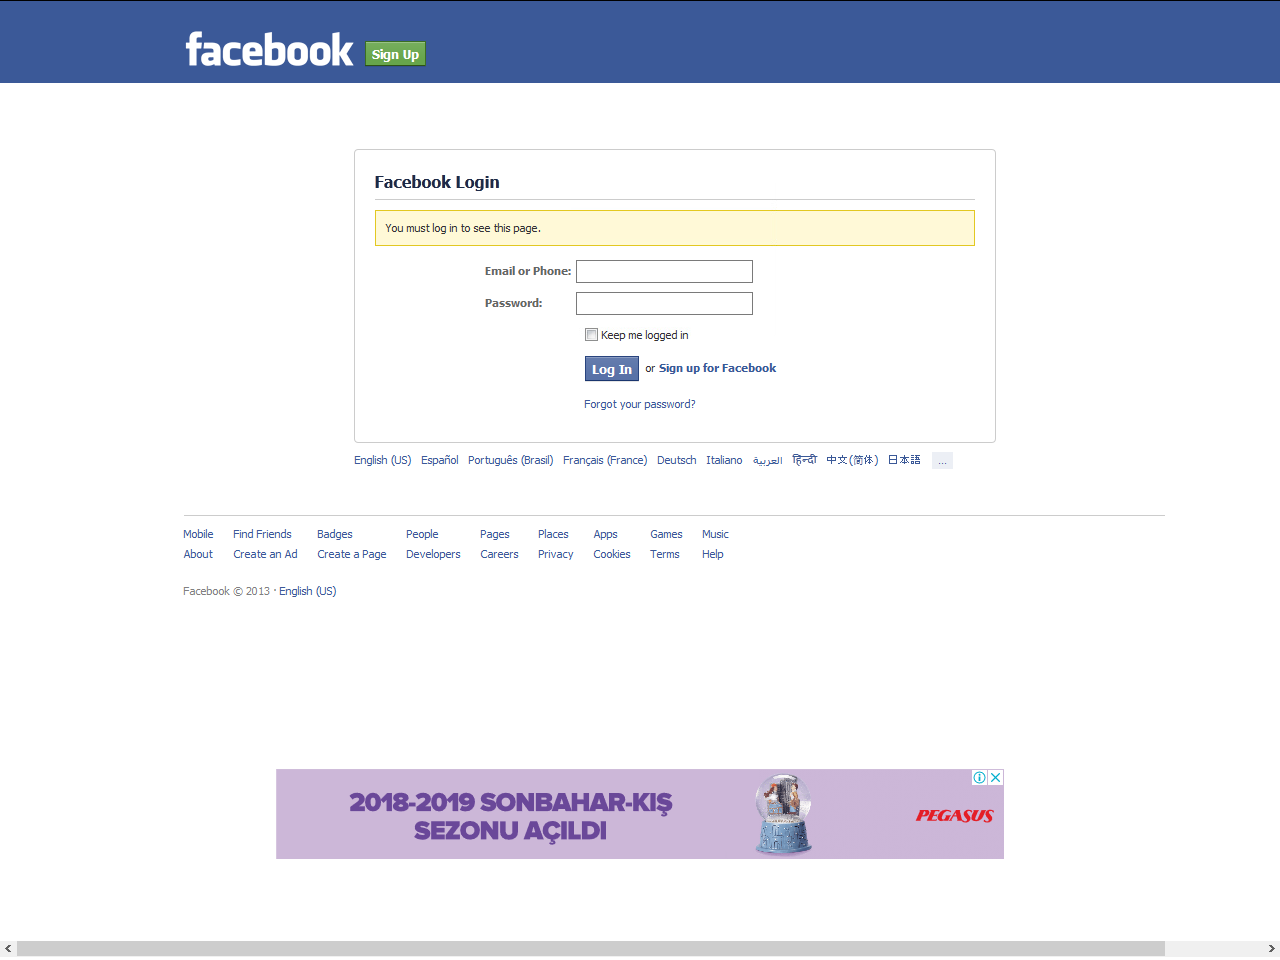 facebook Sign Up
Facebook Login
You must log in to see this page.
Email or Phone:
Password:
Keep me logged in
Log In or Sign up for Facebook
Forgot your password?
English (US) Español Português (Brasil) Français (France) Deutsch Italiano العربية हिन्दी 中文(简体) 日本語 ...
Mobile Find Friends Badges People Pages Places Apps Games Music
About Create an Ad Create a Page Developers Careers Privacy Cookies Terms Help
Facebook © 2013 · English (US)
2018-2019 SONBAHAR-KIŞ
SEZONU AÇILDI
PEGASUS